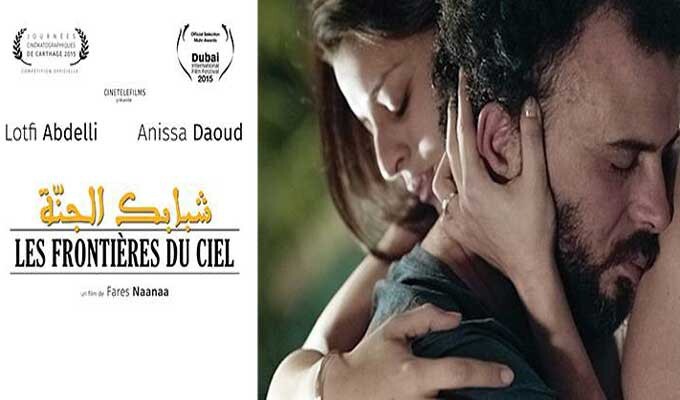 JOURNÉES
CINÉMATOGRAPHIQUES
DE CARTHAGE 2015
COMPÉTITION OFFICIELLE
Official Selection
Muhr Awards
Dubai
International
Film Festival
2015
CINETELEFILMS
présente
Lotfi Abdelli
Anissa Daoud
شبابك الجنّة
LES FRONTIÈRES DU CIEL
un film de Fares Naanaa